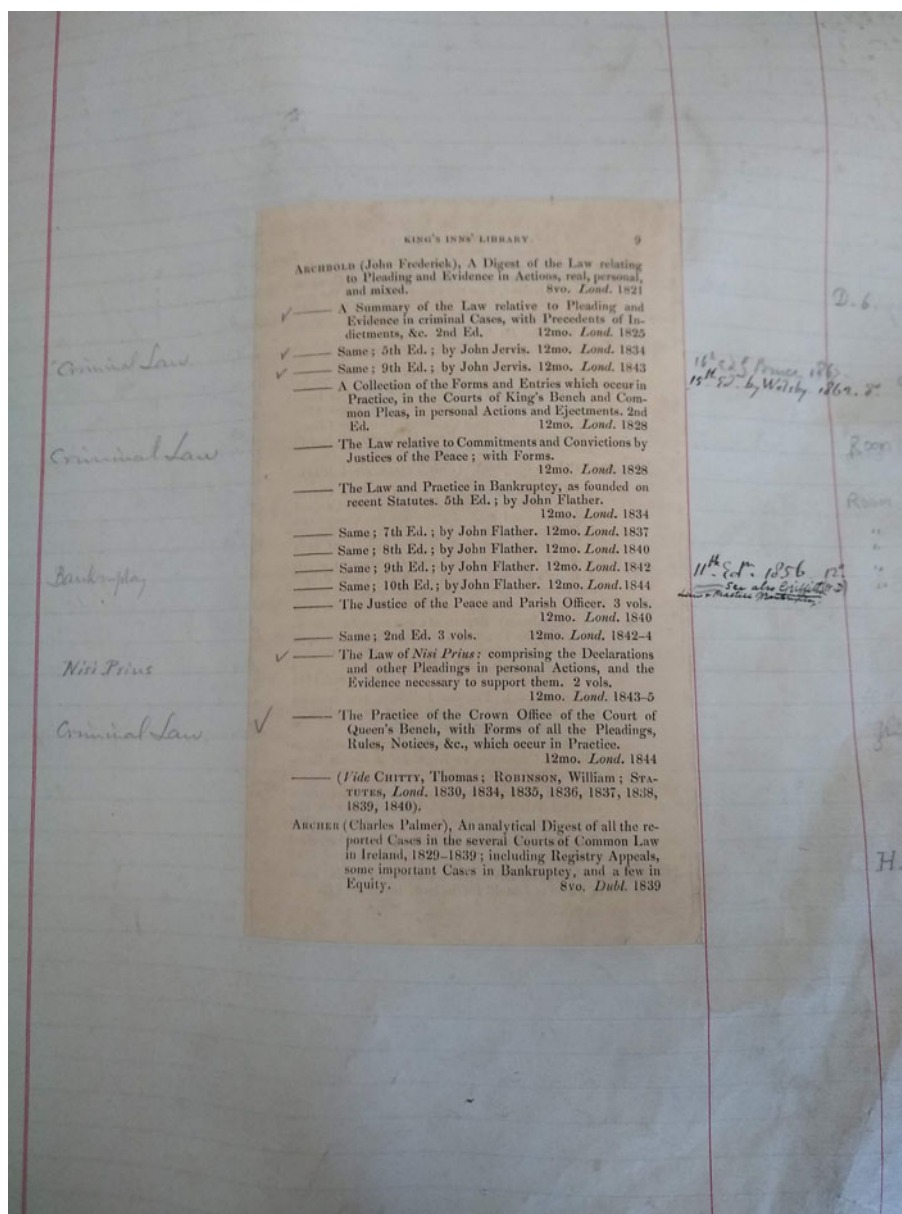 KING'S INNS' LIBRARY 9
ARCHBOLD (John Frederick), A Digest of the Law relating
to Pleading and Evidence in Actions, real, personal,
and mixed. 8vo. Lond. 1821
D. 6.
✓ —— A Summary of the Law relative to Pleading and
Evidence in criminal Cases, with Precedents of In-
dictments, &c. 2nd Ed. 12mo. Lond. 1825
✓ —— Same; 5th Ed.; by John Jervis. 12mo. Lond. 1834
Criminal Law
✓ —— Same; 9th Ed.; by John Jervis. 12mo. Lond. 1843
15th Ed. by Welsby 1862. 8º
—— A Collection of the Forms and Entries which occur in
Practice, in the Courts of King's Bench and Com-
mon Pleas, in personal Actions and Ejectments. 2nd
Ed. 12mo. Lond. 1828
Criminal Law
—— The Law relative to Commitments and Convictions by
Justices of the Peace; with Forms.
12mo. Lond. 1828
Room
—— The Law and Practice in Bankruptcy, as founded on
recent Statutes. 5th Ed.; by John Flather.
12mo. Lond. 1834
Room
—— Same; 7th Ed.; by John Flather. 12mo. Lond. 1837
"
—— Same; 8th Ed.; by John Flather. 12mo. Lond. 1840
"
—— Same; 9th Ed.; by John Flather. 12mo. Lond. 1842
"
Bankruptcy
—— Same; 10th Ed.; by John Flather. 12mo. Lond. 1844
"
11th Edn. 1856 12º
See also Griffith
Law & Practice Bankruptcy
—— The Justice of the Peace and Parish Officer. 3 vols.
12mo. Lond. 1840
—— Same; 2nd Ed. 3 vols. 12mo. Lond. 1842-4
Nisi Prius
✓ —— The Law of Nisi Prius: comprising the Declarations
and other Pleadings in personal Actions, and the
Evidence necessary to support them. 2 vols.
12mo. Lond. 1843-5
Criminal Law
✓ —— The Practice of the Crown Office of the Court of
Queen's Bench, with Forms of all the Pleadings,
Rules, Notices, &c., which occur in Practice.
12mo. Lond. 1844
—— (Vide CHITTY, Thomas; ROBINSON, William; STA-
TUTES, Lond. 1830, 1834, 1835, 1836, 1837, 1838,
1839, 1840).
ARCHER (Charles Palmer), An analytical Digest of all the re-
ported Cases in the several Courts of Common Law
in Ireland, 1829-1839; including Registry Appeals,
some important Cases in Bankruptcy, and a few in
Equity. 8vo. Dubl. 1839
H.